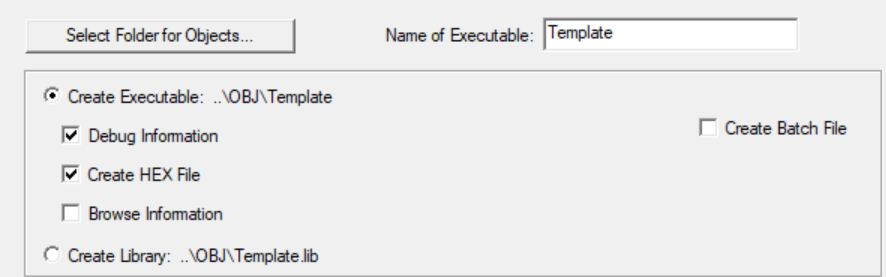 Select Folder for Objects... Name of Executable: Template
Create Executable: ..\OBJ\Template
Debug Information Create Batch File
Create HEX File
Browse Information
Create Library: ..\OBJ\Template.lib